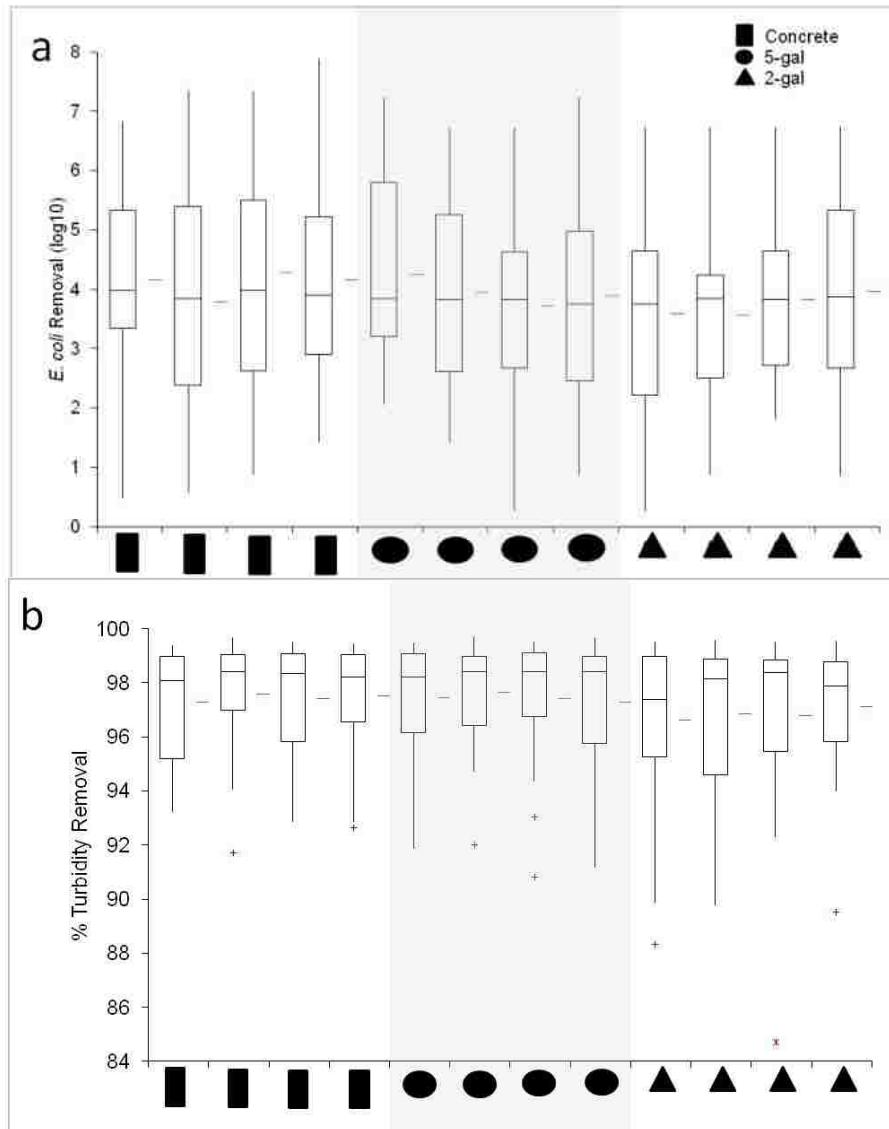 a
Concrete
5-gal
2-gal
E. coli Removal (log10)
8
7
6
5
4
3
2
1
0
b
% Turbidity Removal
100
98
96
94
92
90
88
86
84